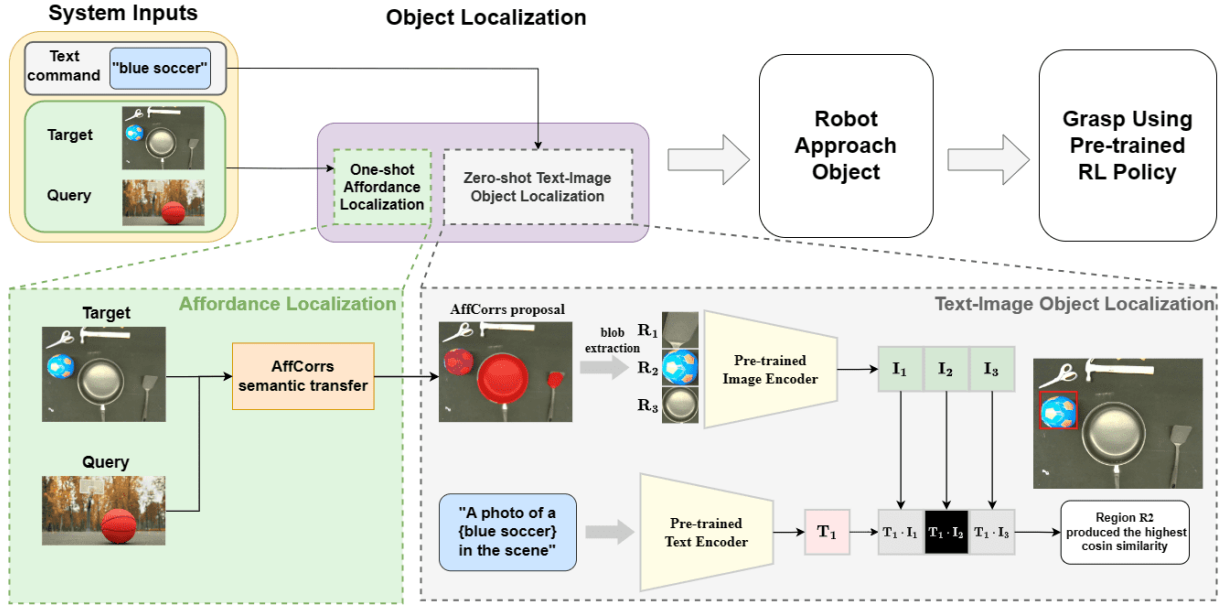 System Inputs
Object Localization
Text
command
"blue soccer"
Target
Query
One-shot
Affordance
Localization
Zero-shot Text-Image
Object Localization
Robot
Approach
Object
Grasp Using
Pre-trained
RL Policy
Affordance Localization
Target
AffCorrs
semantic transfer
Query
Text-Image Object Localization
AffCorrs proposal
blob
extraction
R1
R2
R3
Pre-trained
Image Encoder
I1 I2 I3
"A photo of a
{blue soccer}
in the scene"
Pre-trained
Text Encoder
T1
T1 · I1 T1 · I2 T1 · I3
Region R2
produced the highest
cosin similarity